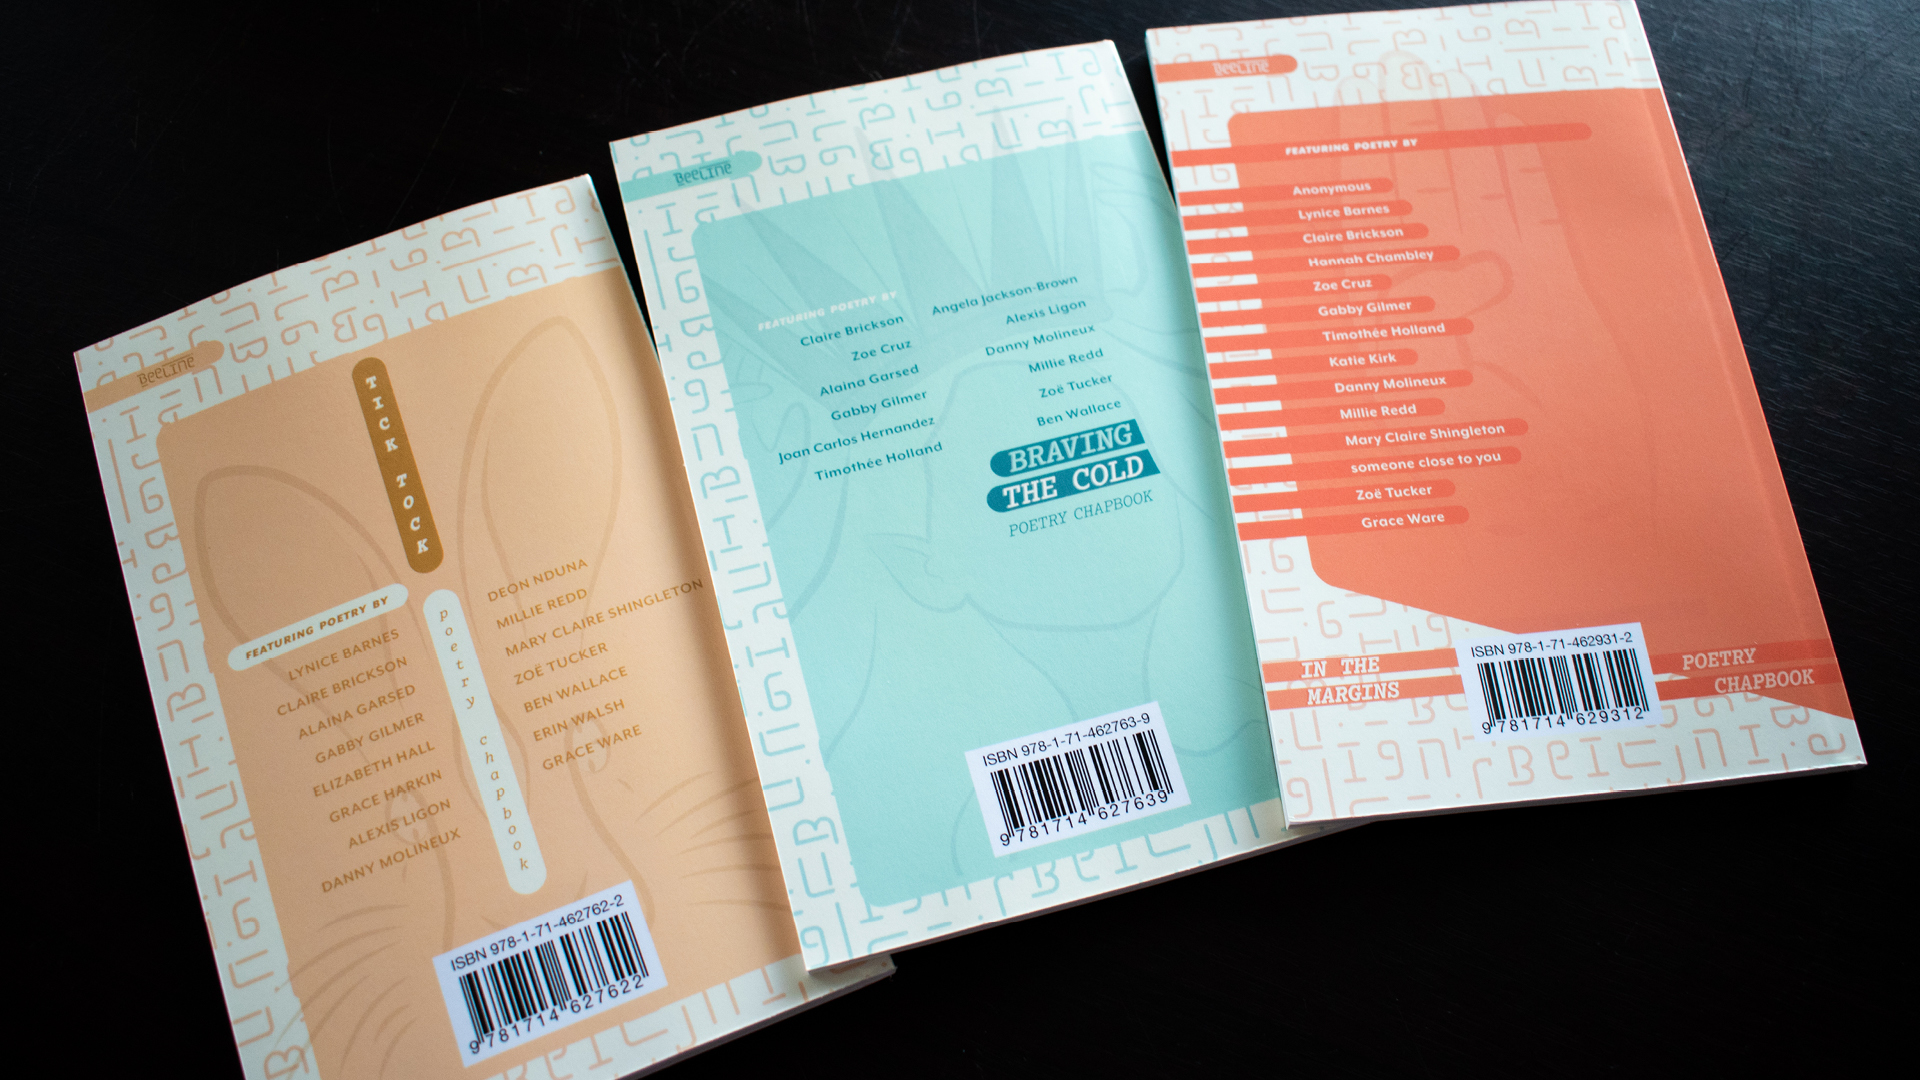 BeeLine
TICK TOCK
FEATURING POETRY BY
LYNICE BARNES
CLAIRE BRICKSON
ALAINA GARSED
GABBY GILMER
ELIZABETH HALL
GRACE HARKIN
ALEXIS LIGON
DANNY MOLINEUX
poetry chapbook
DEON NDUNA
MILLIE REDD
MARY CLAIRE SHINGLETON
ZOË TUCKER
BEN WALLACE
ERIN WALSH
GRACE WARE
ISBN 978-1-71-462762-2
9 781714 627622
BeeLine
FEATURING POETRY BY
Claire Brickson
Zoe Cruz
Alaina Garsed
Gabby Gilmer
Joan Carlos Hernandez
Timothée Holland
Angela Jackson-Brown
Alexis Ligon
Danny Molineux
Millie Redd
Zoë Tucker
Ben Wallace
BRAVING
THE COLD
POETRY CHAPBOOK
ISBN 978-1-71-462763-9
9 781714 627639
BeeLine
FEATURING POETRY BY
Anonymous
Lynice Barnes
Claire Brickson
Hannah Chambley
Zoe Cruz
Gabby Gilmer
Timothée Holland
Katie Kirk
Danny Molineux
Millie Redd
Mary Claire Shingleton
someone close to you
Zoë Tucker
Grace Ware
IN THE
MARGINS
ISBN 978-1-71-462931-2
9 781714 629312
POETRY
CHAPBOOK